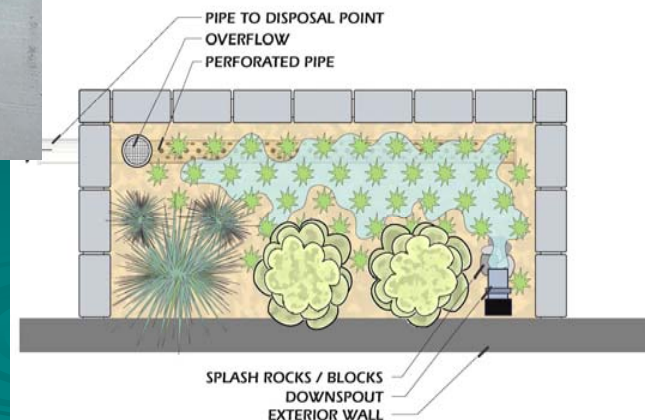 PIPE TO DISPOSAL POINT
OVERFLOW
PERFORATED PIPE
SPLASH ROCKS / BLOCKS
DOWNSPOUT
EXTERIOR WALL